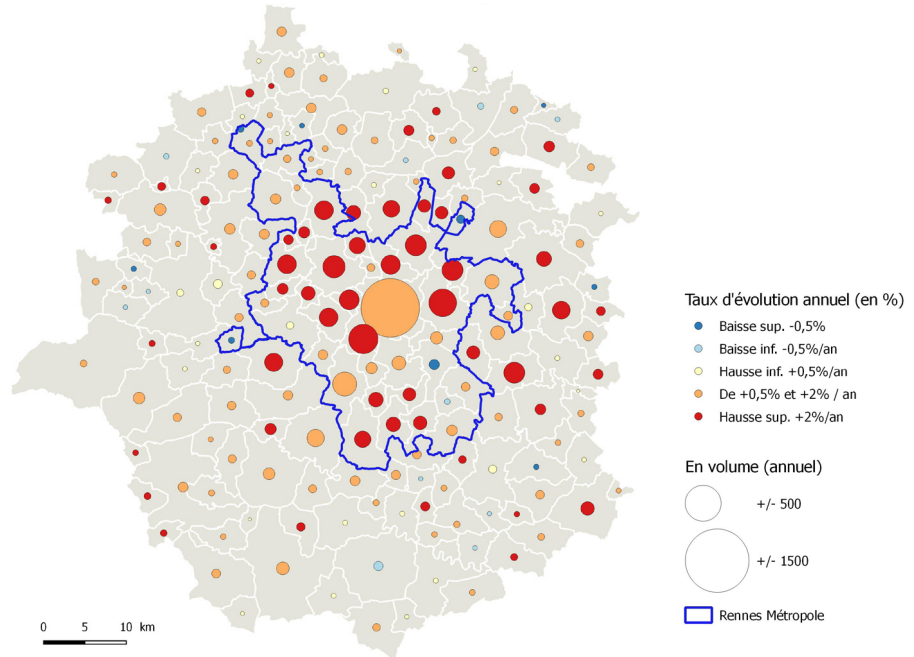 Taux d'évolution annuel (en %)
Baisse sup. -0,5%
Baisse inf. -0,5%/an
Hausse inf. +0,5%/an
De +0,5% et +2% / an
Hausse sup. +2%/an
En volume (annuel)
+/- 500
+/- 1500
Rennes Métropole
0 5 10 km